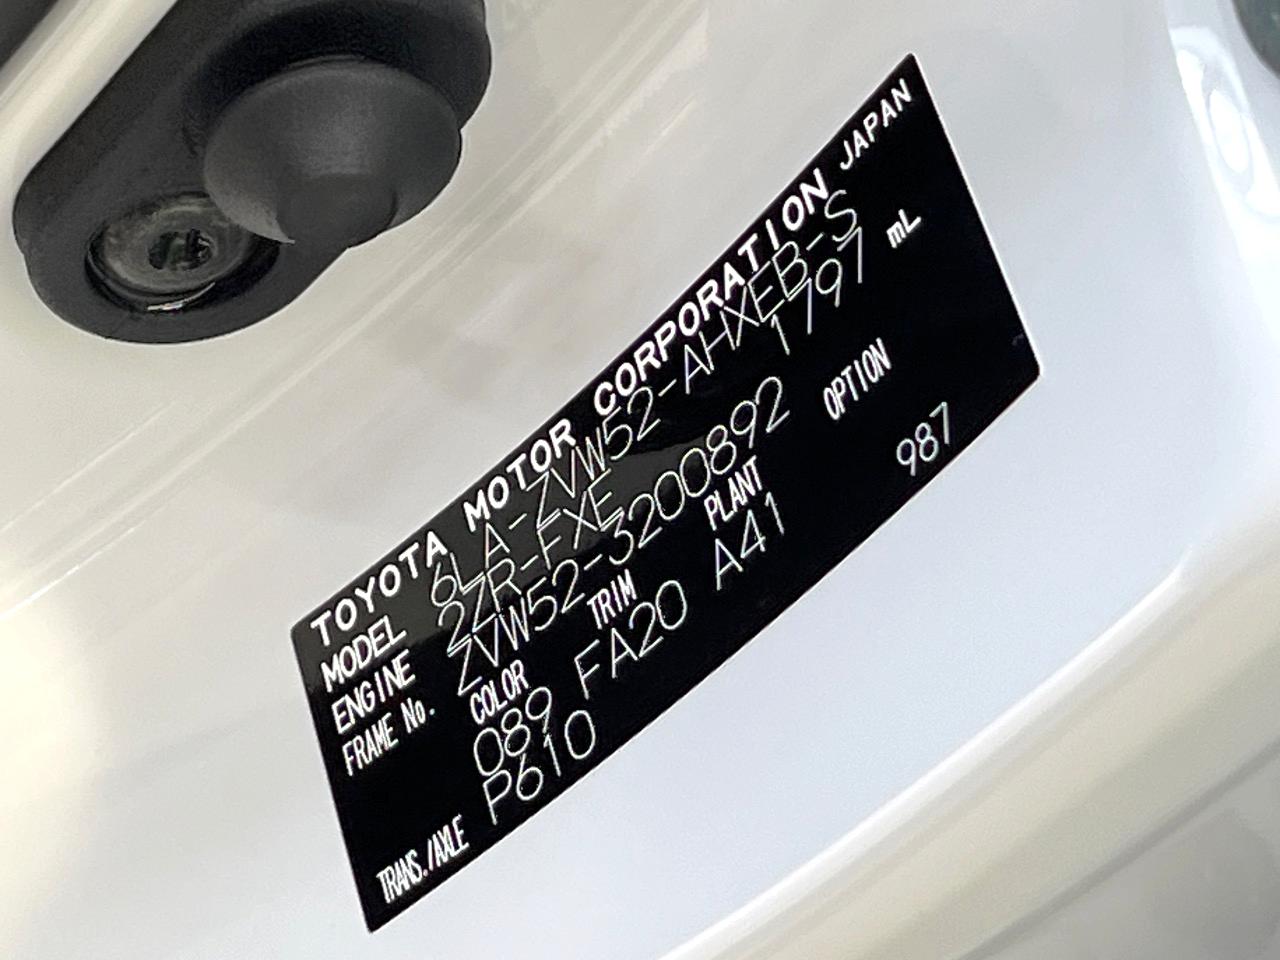 TOYOTA MOTOR CORPORATION JAPAN
MODEL 6LA-ZVW52-AHXEB-S
ENGINE 2ZR-FXE 1797 mL
FRAME No. ZVW52-3200892
COLOR TRIM PLANT OPTION
089 FA20 A41 987
TRANS./AXLE P610